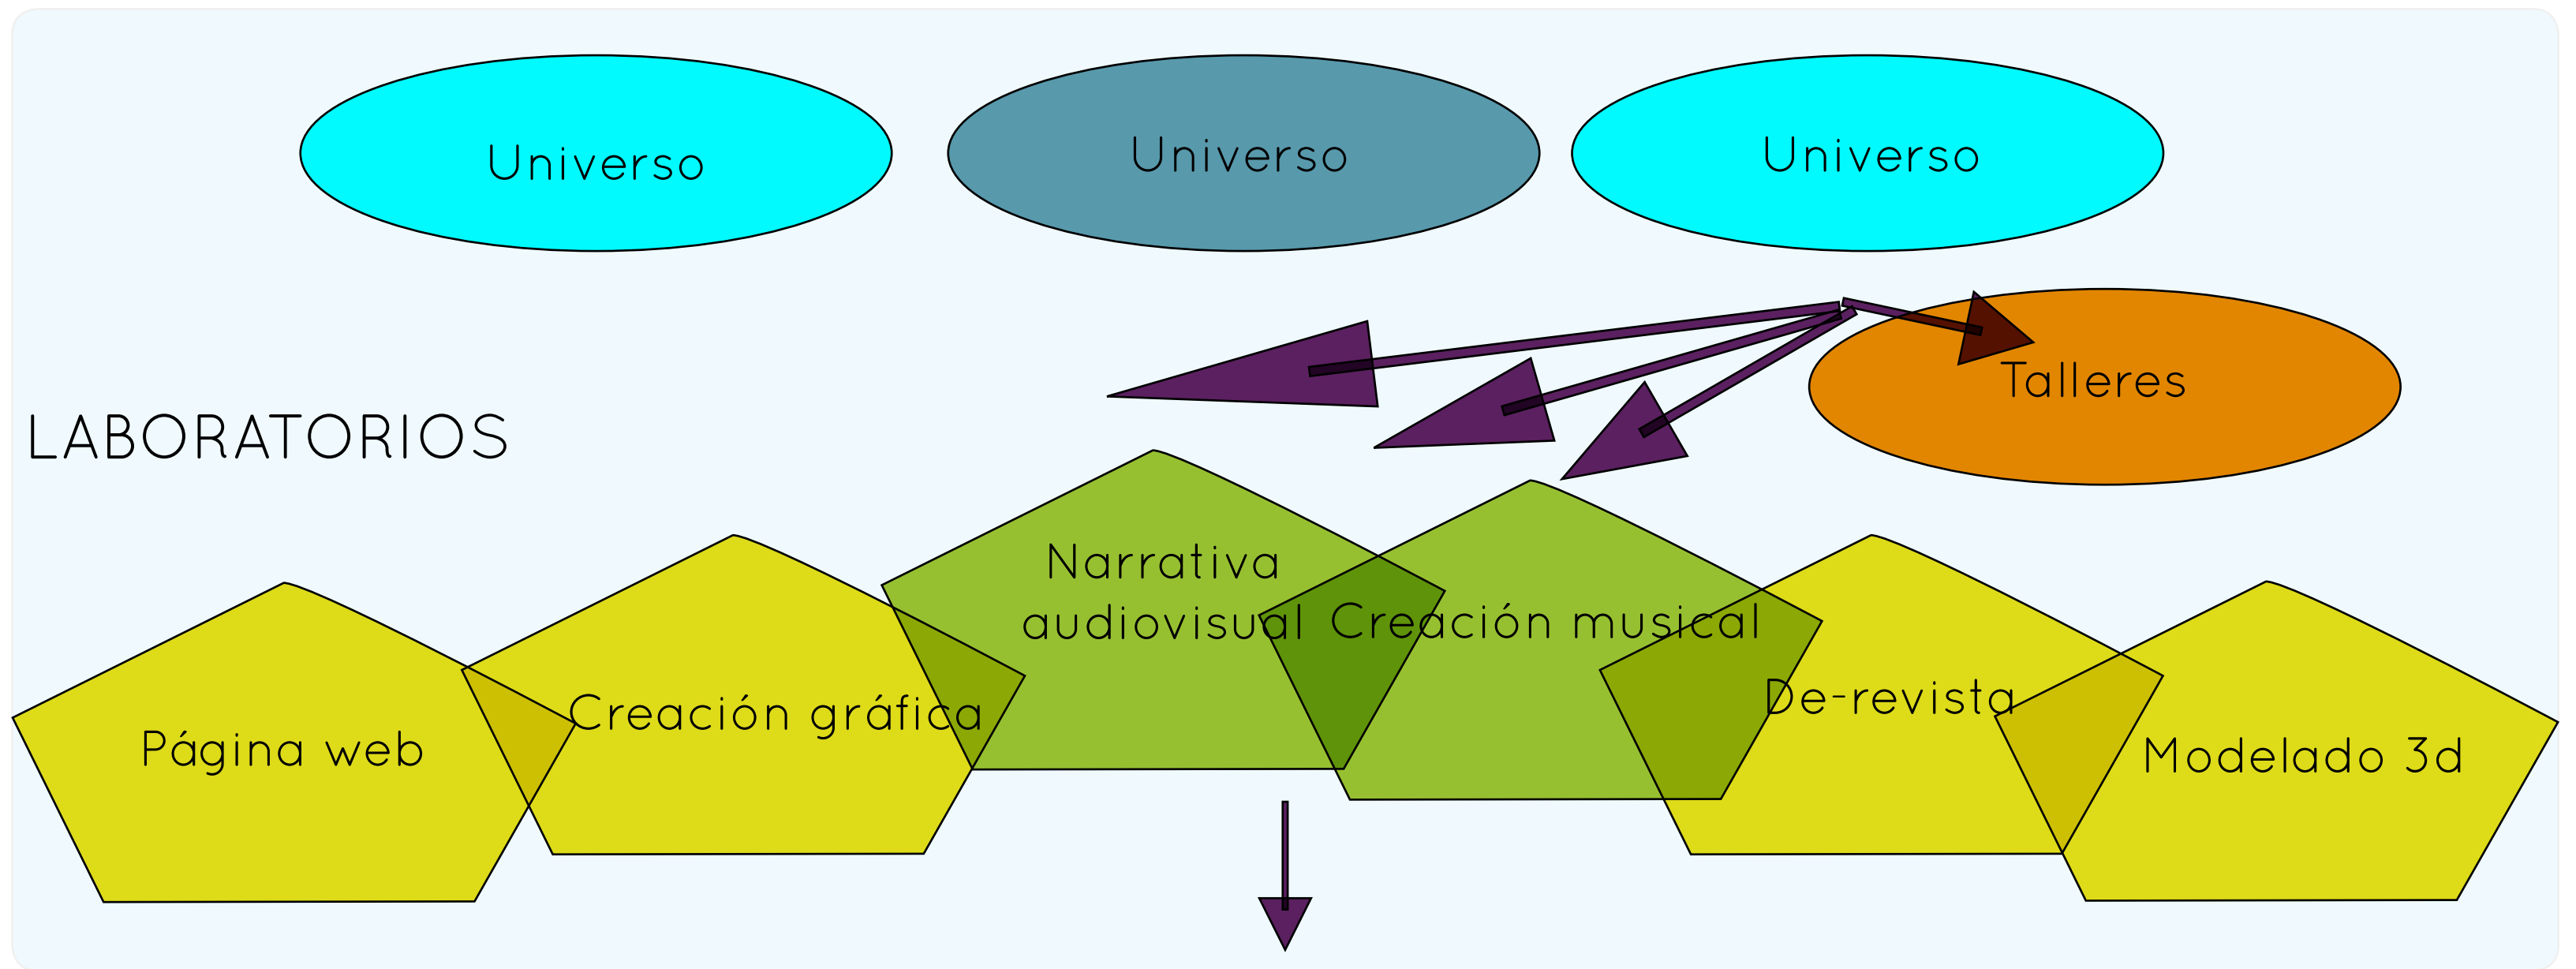 Universo
Universo
Universo
Talleres
LABORATORIOS
Narrativa
audiovisual
Creación musical
De-revista
Creación gráfica
Página web
Modelado 3d